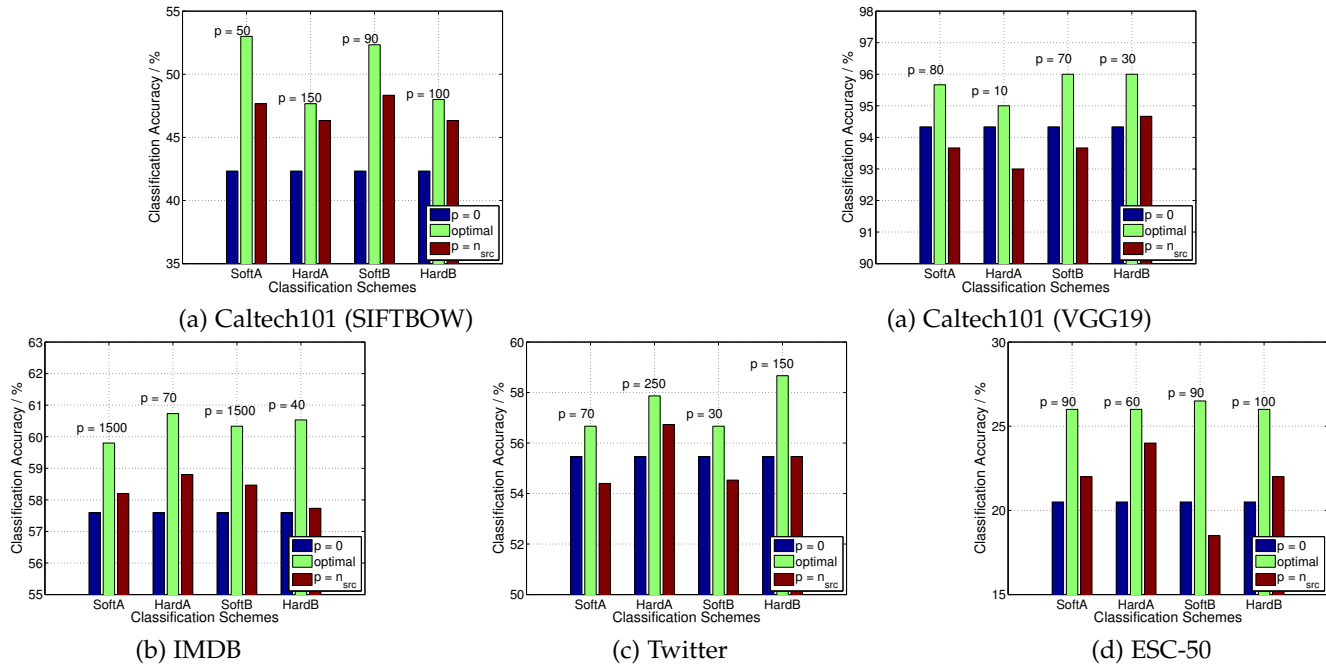 55
50
45
40
35
Classification Accuracy / %
p = 50
p = 150
p = 90
p = 100
p = 0
optimal
p = n_src
SoftA HardA SoftB HardB
Classification Schemes
(a) Caltech101 (SIFTBOW)
98
97
96
95
94
93
92
91
90
Classification Accuracy / %
p = 80
p = 10
p = 70
p = 30
p = 0
optimal
p = n_src
SoftA HardA SoftB HardB
Classification Schemes
(a) Caltech101 (VGG19)
63
62
61
60
59
58
57
56
55
Classification Accuracy / %
p = 1500
p = 70
p = 1500
p = 40
p = 0
optimal
p = n_src
SoftA HardA SoftB HardB
Classification Schemes
(b) IMDB
60
58
56
54
52
50
Classification Accuracy / %
p = 70
p = 250
p = 30
p = 150
p = 0
optimal
p = n_src
SoftA HardA SoftB HardB
Classification Schemes
(c) Twitter
30
25
20
15
Classification Accuracy / %
p = 90
p = 60
p = 90
p = 100
p = 0
optimal
p = n_src
SoftA HardA SoftB HardB
Classification Schemes
(d) ESC-50